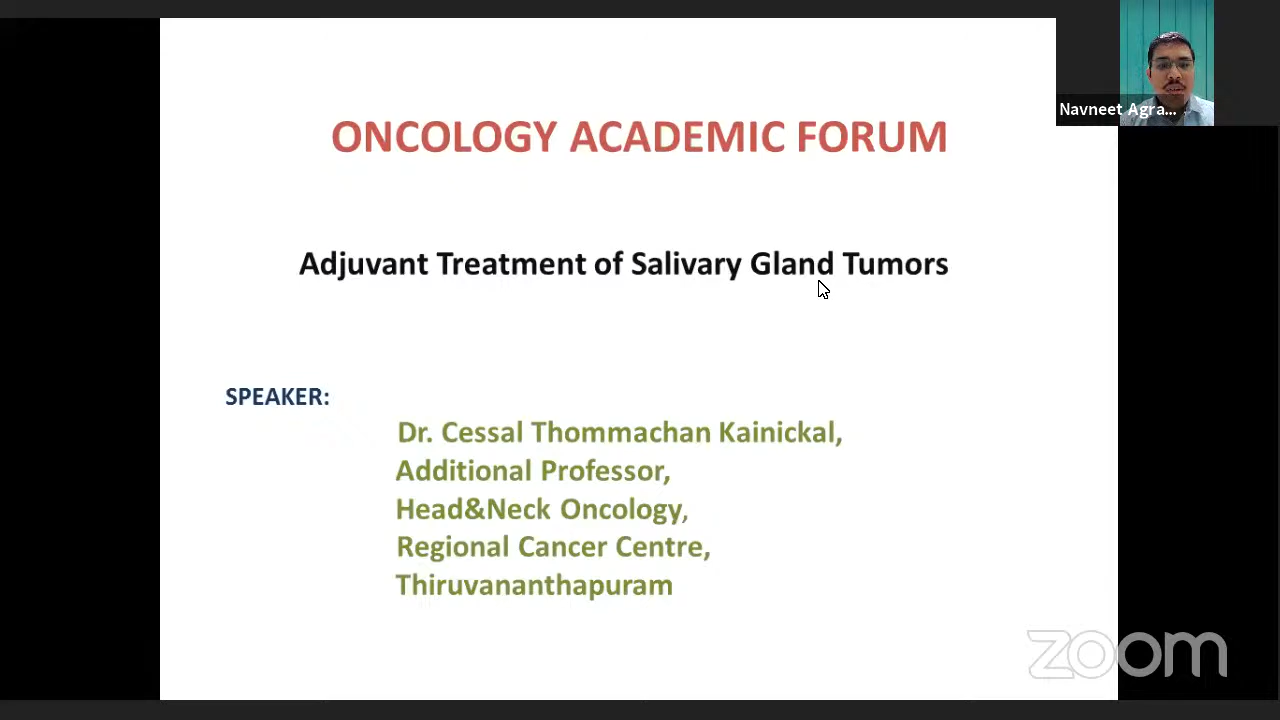 ONCOLOGY ACADEMIC FORUM
Navneet Agra...
Adjuvant Treatment of Salivary Gland Tumors
SPEAKER:
Dr. Cessal Thommachan Kainickal,
Additional Professor,
Head&Neck Oncology,
Regional Cancer Centre,
Thiruvananthapuram
zoom